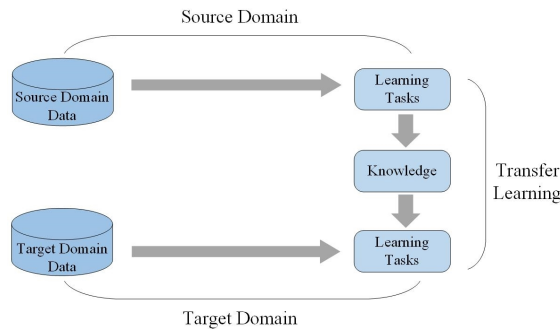 Source Domain
Source Domain
Data
Learning
Tasks
Knowledge
Transfer
Learning
Target Domain
Data
Learning
Tasks
Target Domain